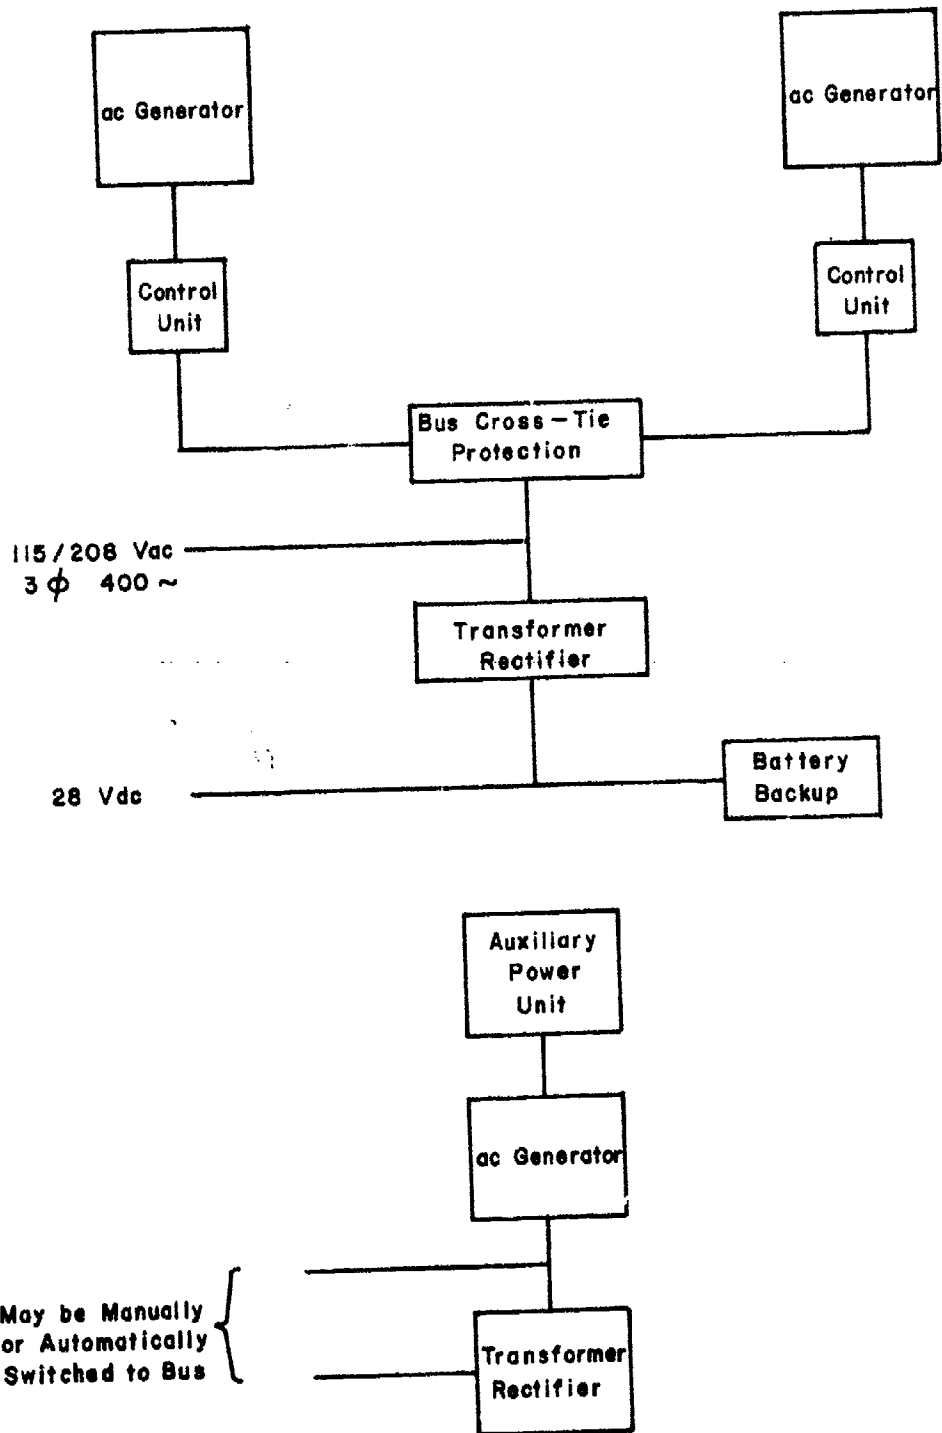 ac Generator
ac Generator
Control
Unit
Control
Unit
Bus Cross-Tie
Protection
115/208 Vac
3ϕ 400~
Transformer
Rectifier
28 Vdc
Battery
Backup
Auxiliary
Power
Unit
ac Generator
May be Manually
or Automatically
Switched to Bus
Transformer
Rectifier